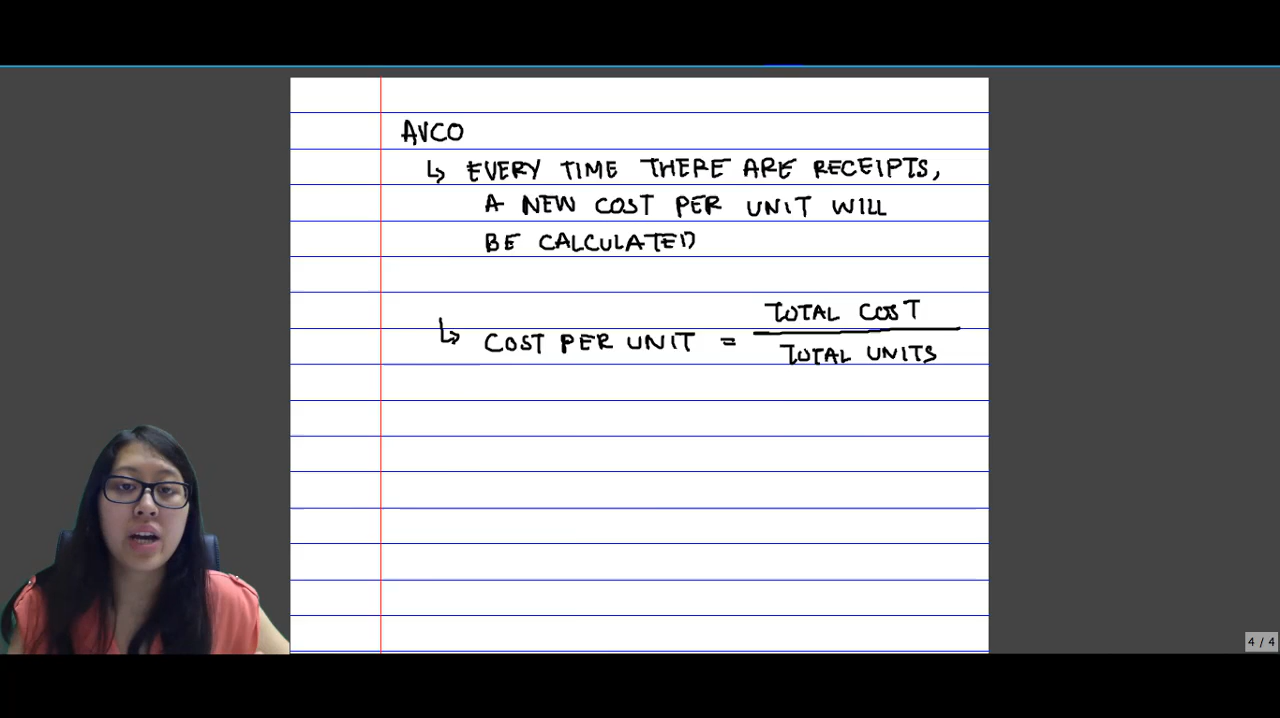 AVCO
↳ EVERY TIME THERE ARE RECEIPTS,
A NEW COST PER UNIT WILL
BE CALCULATED
↳ COST PER UNIT = TOTAL COST
TOTAL UNITS
4 / 4